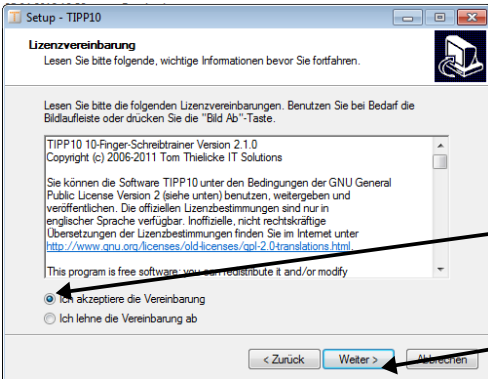 Setup - TIPP10
Lizenzvereinbarung
Lesen Sie bitte folgende, wichtige Informationen bevor Sie fortfahren.
Lesen Sie bitte die folgenden Lizenzvereinbarungen. Benutzen Sie bei Bedarf die
Bildlaufleiste oder drücken Sie die "Bild Ab"-Taste.
TIPP10 10-Finger-Schreibtrainer Version 2.1.0
Copyright (c) 2006-2011 Tom Thielicke IT Solutions
Sie können die Software TIPP10 unter den Bedingungen der GNU General
Public License Version 2 (siehe unten) benutzen, weitergeben und
veröffentlichen. Die offiziellen Lizenzbestimmungen sind nur in
englischer Sprache verfügbar. Inoffizielle, nicht rechtskräftige
Übersetzungen der Lizenzbestimmungen finden Sie im Internet unter
http://www.gnu.org/licenses/old-licenses/gpl-2.0-translations.html.
This program is free software: you can redistribute it and/or modify
Ich akzeptiere die Vereinbarung
Ich lehne die Vereinbarung ab
< Zurück
Weiter >
Abbrechen